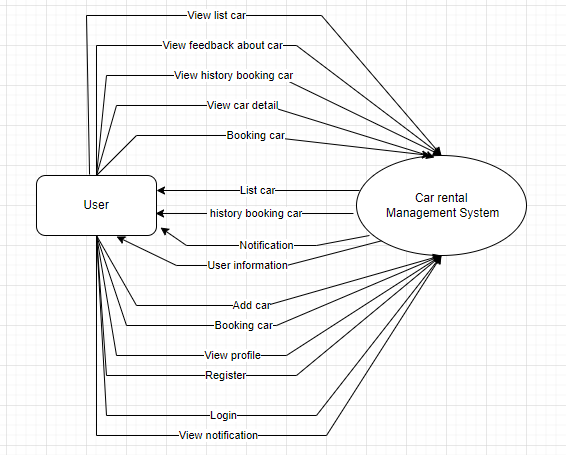 View list car
View feedback about car
View history booking car
View car detail
Booking car
List car
User
Car rental
Management System
history booking car
Notification
User information
Add car
Booking car
View profile
Register
Login
View notification